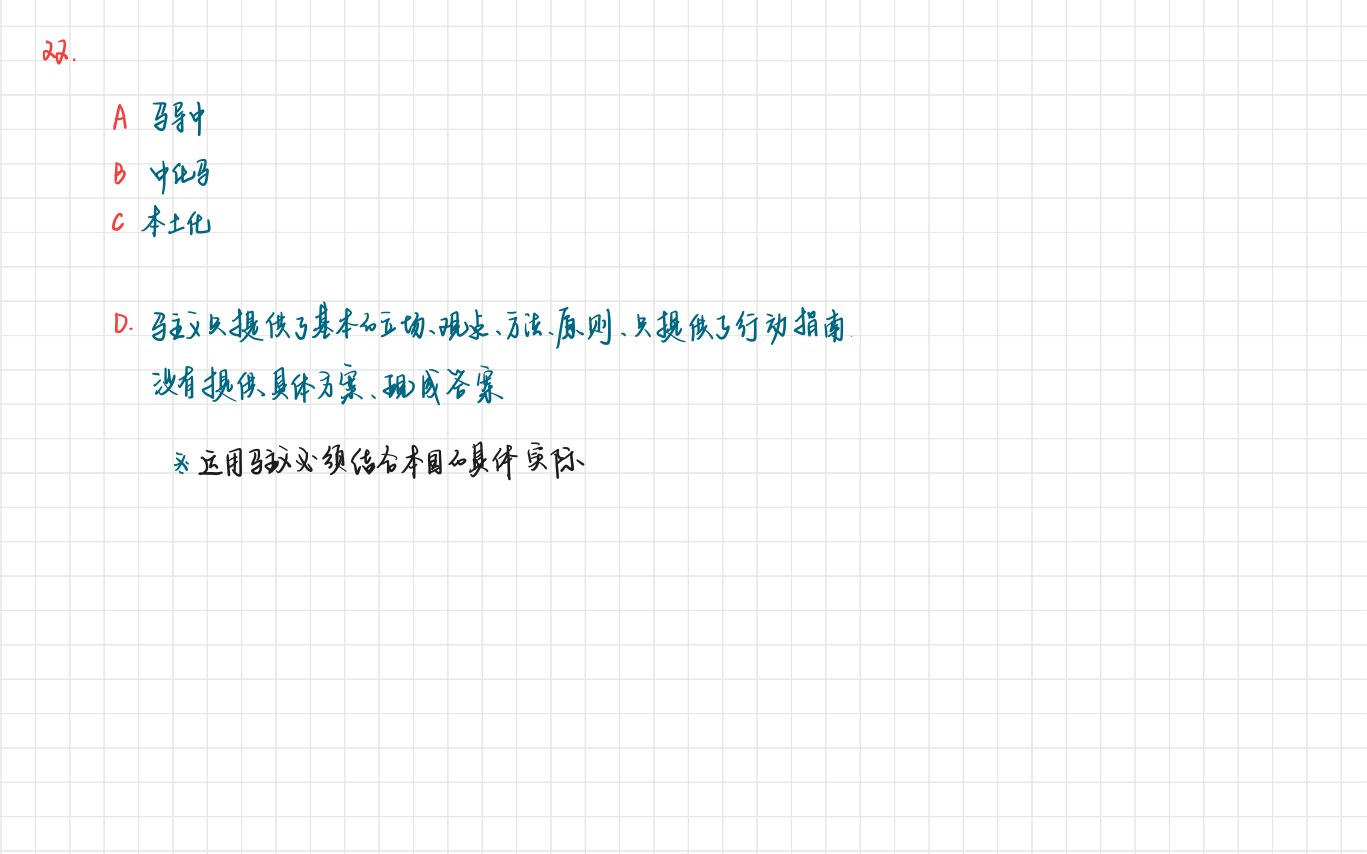 22.
A 马导中
B 中化马
C 本土化
D. 马主义只提供了基本的立场、观点、方法、原则、只提供了行动指南.
没有提供具体方案、现成答案
※ 运用马主义必须结合本国的具体实际、